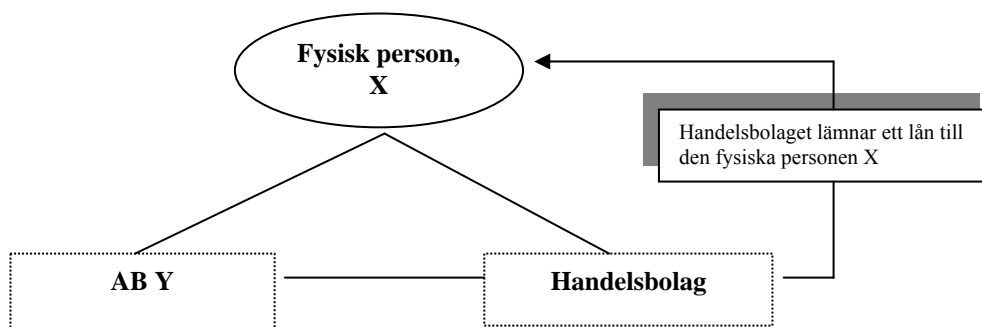 Fysisk person,
X
Handelsbolaget lämnar ett lån till
den fysiska personen X
AB Y
Handelsbolag